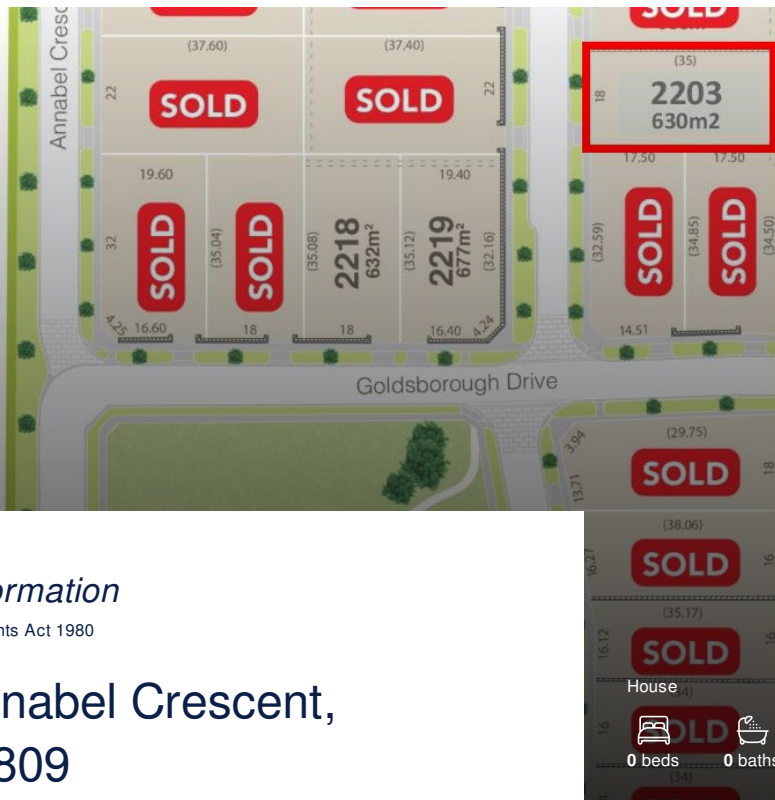 SOLD
(37.60)
(37.40)
(35)
Annabel Cresc
22
SOLD
SOLD
22
18
2203
630m2
17.50
17.50
19.60
19.40
32
SOLD
(35.04)
SOLD
(35.08)
2218
632m²
(35.12)
2219
677m²
(32.16)
(32.59)
SOLD
(34.85)
SOLD
(34.50)
4.25
16.60
18
18
16.40
4.24
14.51
Goldsborough Drive
3.94
(29.75)
SOLD
18
13.71
(38.06)
16.27
SOLD
16
(35.17)
16.12
SOLD
16
ormation
nts Act 1980
nabel Crescent,
809
House
16
SOLD
0 beds
0 baths
(34)